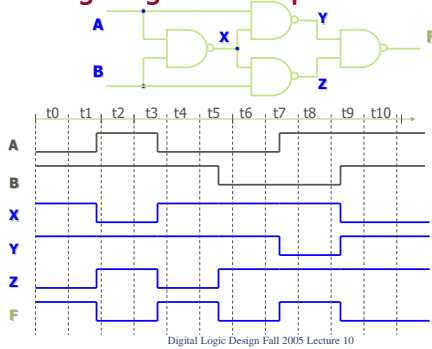 A
B
X
Y
Z
F
t0 t1 t2 t3 t4 t5 t6 t7 t8 t9 t10
A
B
X
Y
Z
F
Digital Logic Design Fall 2005 Lecture 10